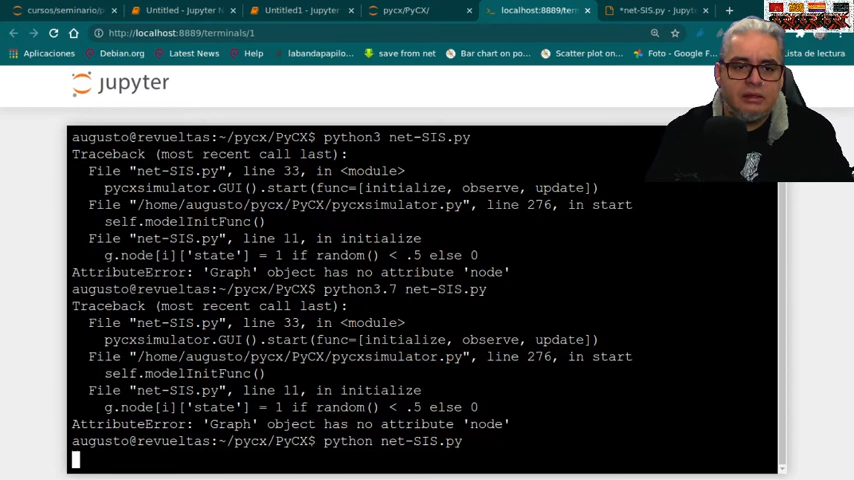 cursos/seminario/p
Untitled - Jupyter N
Untitled1 - Jupyter
pycx/PyCX/
localhost:8889/term
*net-SIS.py - Jupyte
http://localhost:8889/terminals/1
Aplicaciones
Debian.org
Latest News
Help
labandapapilo
save from net
Bar chart on po...
Scatter plot on...
Foto - Google F...
Lista de lectura
jupyter
augusto@revueltas:~/pycx/PyCX$ python3 net-SIS.py
Traceback (most recent call last):
File "net-SIS.py", line 33, in <module>
pycxsimulator.GUI().start(func=[initialize, observe, update])
File "/home/augusto/pycx/PyCX/pycxsimulator.py", line 276, in start
self.modelInitFunc()
File "net-SIS.py", line 11, in initialize
g.node[i]['state'] = 1 if random() < .5 else 0
AttributeError: 'Graph' object has no attribute 'node'
augusto@revueltas:~/pycx/PyCX$ python3.7 net-SIS.py
Traceback (most recent call last):
File "net-SIS.py", line 33, in <module>
pycxsimulator.GUI().start(func=[initialize, observe, update])
File "/home/augusto/pycx/PyCX/pycxsimulator.py", line 276, in start
self.modelInitFunc()
File "net-SIS.py", line 11, in initialize
g.node[i]['state'] = 1 if random() < .5 else 0
AttributeError: 'Graph' object has no attribute 'node'
augusto@revueltas:~/pycx/PyCX$ python net-SIS.py